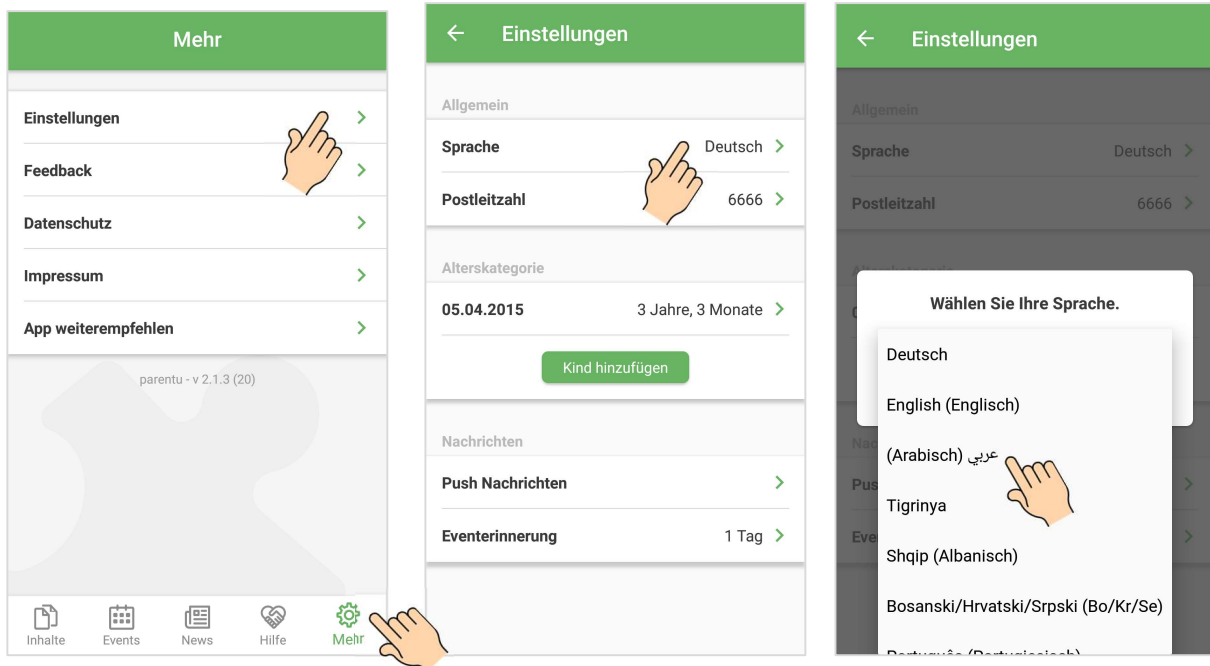 Mehr
Einstellungen
Feedback
Datenschutz
Impressum
App weiterempfehlen
parentu - v 2.1.3 (20)
Inhalte Events News Hilfe Mehr
Einstellungen
Allgemein
Sprache Deutsch
Postleitzahl 6666
Alterskategorie
05.04.2015 3 Jahre, 3 Monate
Kind hinzufügen
Nachrichten
Push Nachrichten
Eventerinnerung 1 Tag
Einstellungen
Allgemein
Sprache Deutsch
Postleitzahl 6666
Wählen Sie Ihre Sprache.
Deutsch
English (Englisch)
(Arabisch) عربي
Tigrinya
Shqip (Albanisch)
Bosanski/Hrvatski/Srpski (Bo/Kr/Se)